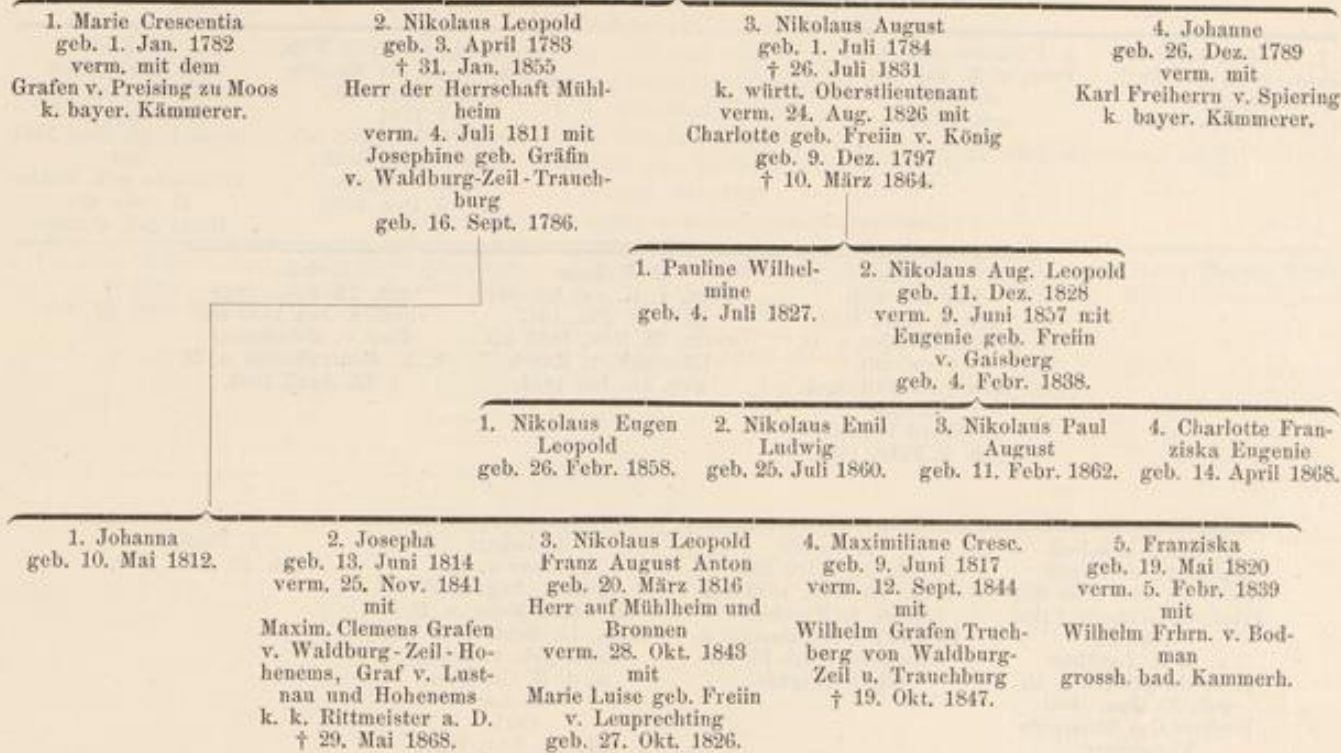 1. Marie Crescentia
geb. 1. Jan. 1782
verm. mit dem
Grafen v. Preising zu Moos
k. bayer. Kämmerer.
2. Nikolaus Leopold
geb. 3. April 1783
† 31. Jan. 1855
Herr der Herrschaft Mühl-
heim
verm. 4. Juli 1811 mit
Josephine geb. Gräfin
v. Waldburg-Zeil-Trauch-
burg
geb. 16. Sept. 1786.
3. Nikolaus August
geb. 1. Juli 1784
† 26. Juli 1831
k. württ. Oberstlieutenant
verm. 24. Aug. 1826 mit
Charlotte geb. Freiin v. König
geb. 9. Dez. 1797
† 10. März 1864.
4. Johanne
geb. 26. Dez. 1789
verm. mit
Karl Freiherrn v. Spiering
k. bayer. Kämmerer.
1. Pauline Wilhel-
mine
geb. 4. Juli 1827.
2. Nikolaus Aug. Leopold
geb. 11. Dez. 1828
verm. 9. Juni 1857 mit
Eugenie geb. Freiin
v. Gaisberg
geb. 4. Febr. 1838.
1. Nikolaus Eugen
Leopold
geb. 26. Febr. 1858.
2. Nikolaus Emil
Ludwig
geb. 25. Juli 1860.
3. Nikolaus Paul
August
geb. 11. Febr. 1862.
4. Charlotte Fran-
ziska Eugenie
geb. 14. April 1868.
1. Johanna
geb. 10. Mai 1812.
2. Josepha
geb. 13. Juni 1814
verm. 25. Nov. 1841
mit
Maxim. Clemens Grafen
v. Waldburg-Zeil-Ho-
henems, Graf v. Lust-
nau und Hohenems
k. k. Rittmeister a. D.
† 29. Mai 1868.
3. Nikolaus Leopold
Franz August Anton
geb. 20. März 1816
Herr auf Mühlheim und
Bronnen
verm. 28. Okt. 1843
mit
Marie Luise geb. Freiin
v. Leuprechting
geb. 27. Okt. 1826.
4. Maximiliane Cresc.
geb. 9. Juni 1817
verm. 12. Sept. 1844
mit
Wilhelm Grafen Truch-
berg von Waldburg-
Zeil u. Trauchburg
† 19. Okt. 1847.
5. Franziska
geb. 19. Mai 1820
verm. 5. Febr. 1839
mit
Wilhelm Frhrn. v. Bod-
man
grossh. bad. Kammerh.